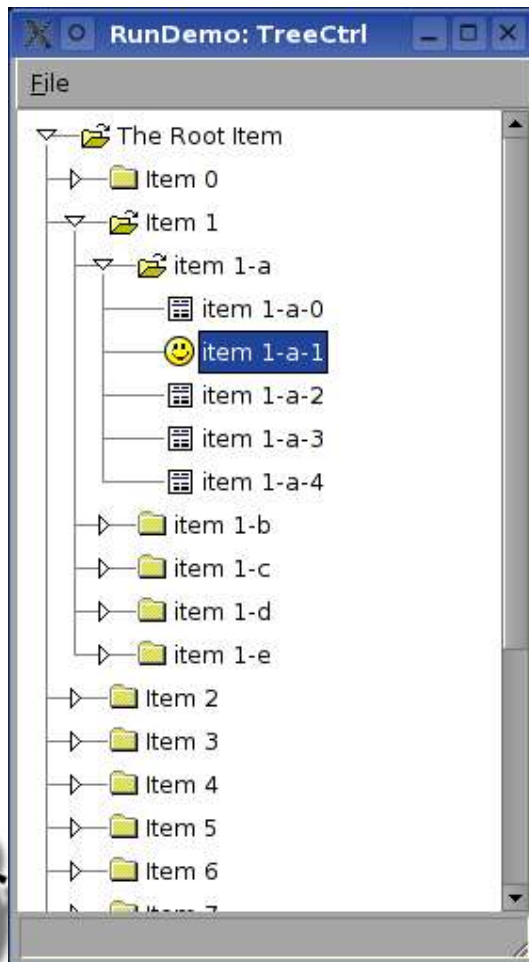 RunDemo: TreeCtrl
File
The Root Item
Item 0
Item 1
item 1-a
item 1-a-0
item 1-a-1
item 1-a-2
item 1-a-3
item 1-a-4
item 1-b
item 1-c
item 1-d
item 1-e
Item 2
Item 3
Item 4
Item 5
Item 6
Item 7